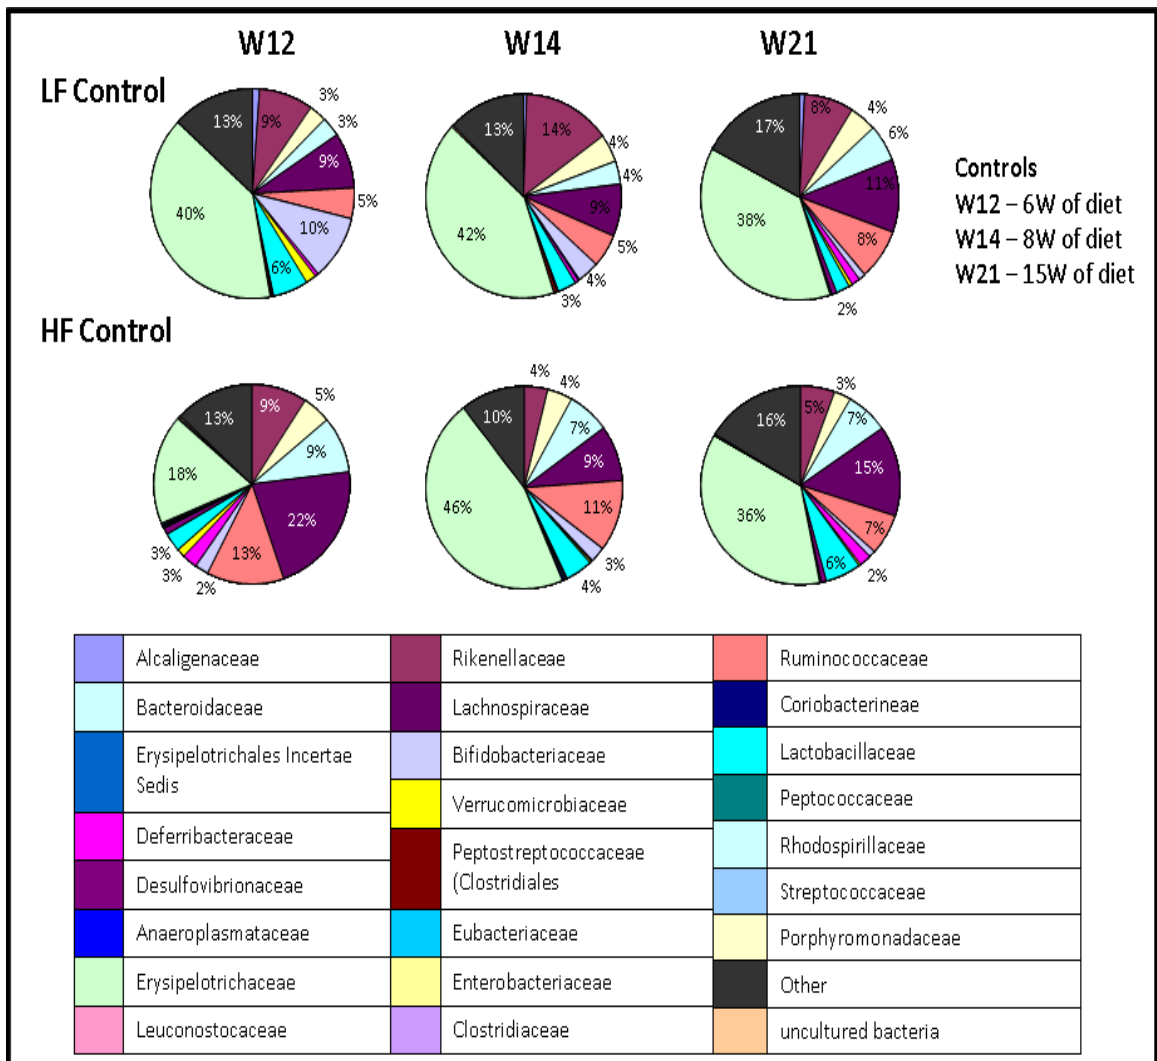 W12
W14
W21
LF Control
13%
9%
3%
3%
9%
5%
10%
6%
40%
13%
14%
4%
4%
9%
5%
4%
3%
42%
17%
8%
4%
6%
11%
8%
2%
38%
Controls
W12 – 6W of diet
W14 – 8W of diet
W21 – 15W of diet
HF Control
13%
9%
5%
9%
22%
13%
2%
3%
3%
18%
10%
4%
4%
7%
9%
11%
3%
4%
46%
16%
5%
3%
7%
15%
7%
2%
6%
36%
Alcaligenaceae
Rikenellaceae
Ruminococcaceae
Bacteroidaceae
Lachnospiraceae
Coriobacterineae
Erysipelotrichales Incertae
Sedis
Bifidobacteriaceae
Lactobacillaceae
Verrucomicrobiaceae
Peptococcaceae
Deferribacteraceae
Peptostreptococcaceae
(Clostridiales
Rhodospirillaceae
Desulfovibrionaceae
Streptococcaceae
Anaeroplasmataceae
Eubacteriaceae
Porphyromonadaceae
Erysipelotrichaceae
Enterobacteriaceae
Other
Leuconostocaceae
Clostridiaceae
uncultured bacteria